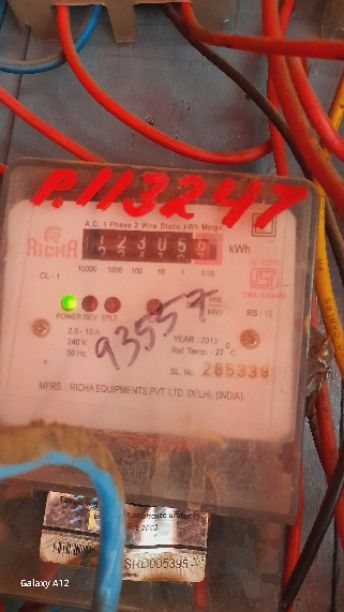 P.113247
A.C. 1 Phase 2 Wire Static kWh Meter
RICHA
123056
kWh
CL - 1
10000 1000 100 10 1 1/10
POWER REV. EFLT
93557
RS : 12
2.5 - 10A
240 V.
50 Hz.
YEARE : 2013
Ref. Temp. - 27°C
SL. No. 285339
MFRS. : RICHA EQUIPMENTS PVT. LTD. DELHI, (INDIA)
Galaxy A12